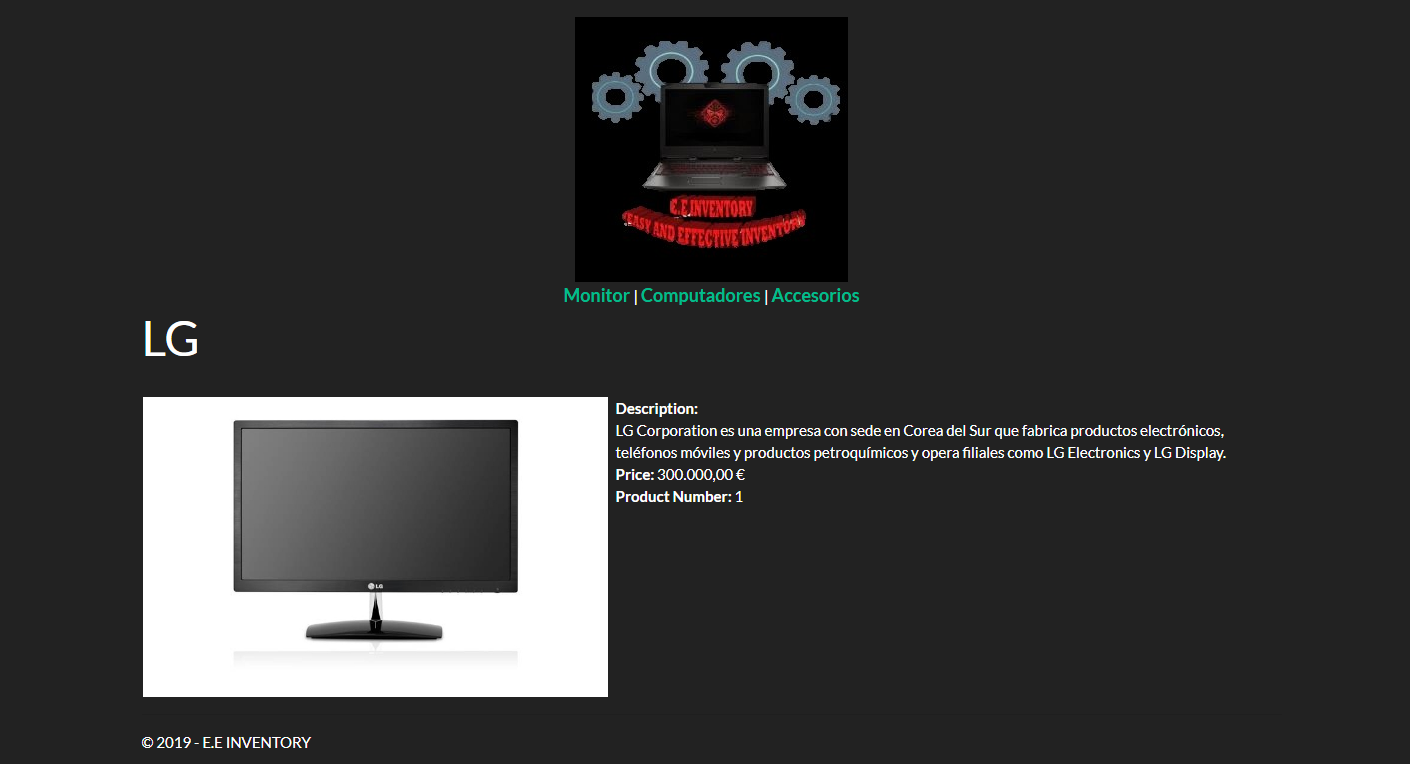 E.E INVENTORY
EASY AND EFFECTIVE INVENTORY
Monitor | Computadores | Accesorios
LG
LG
Description:
LG Corporation es una empresa con sede en Corea del Sur que fabrica productos electrónicos,
teléfonos móviles y productos petroquímicos y opera filiales como LG Electronics y LG Display.
Price: 300.000,00 €
Product Number: 1
© 2019 - E.E INVENTORY